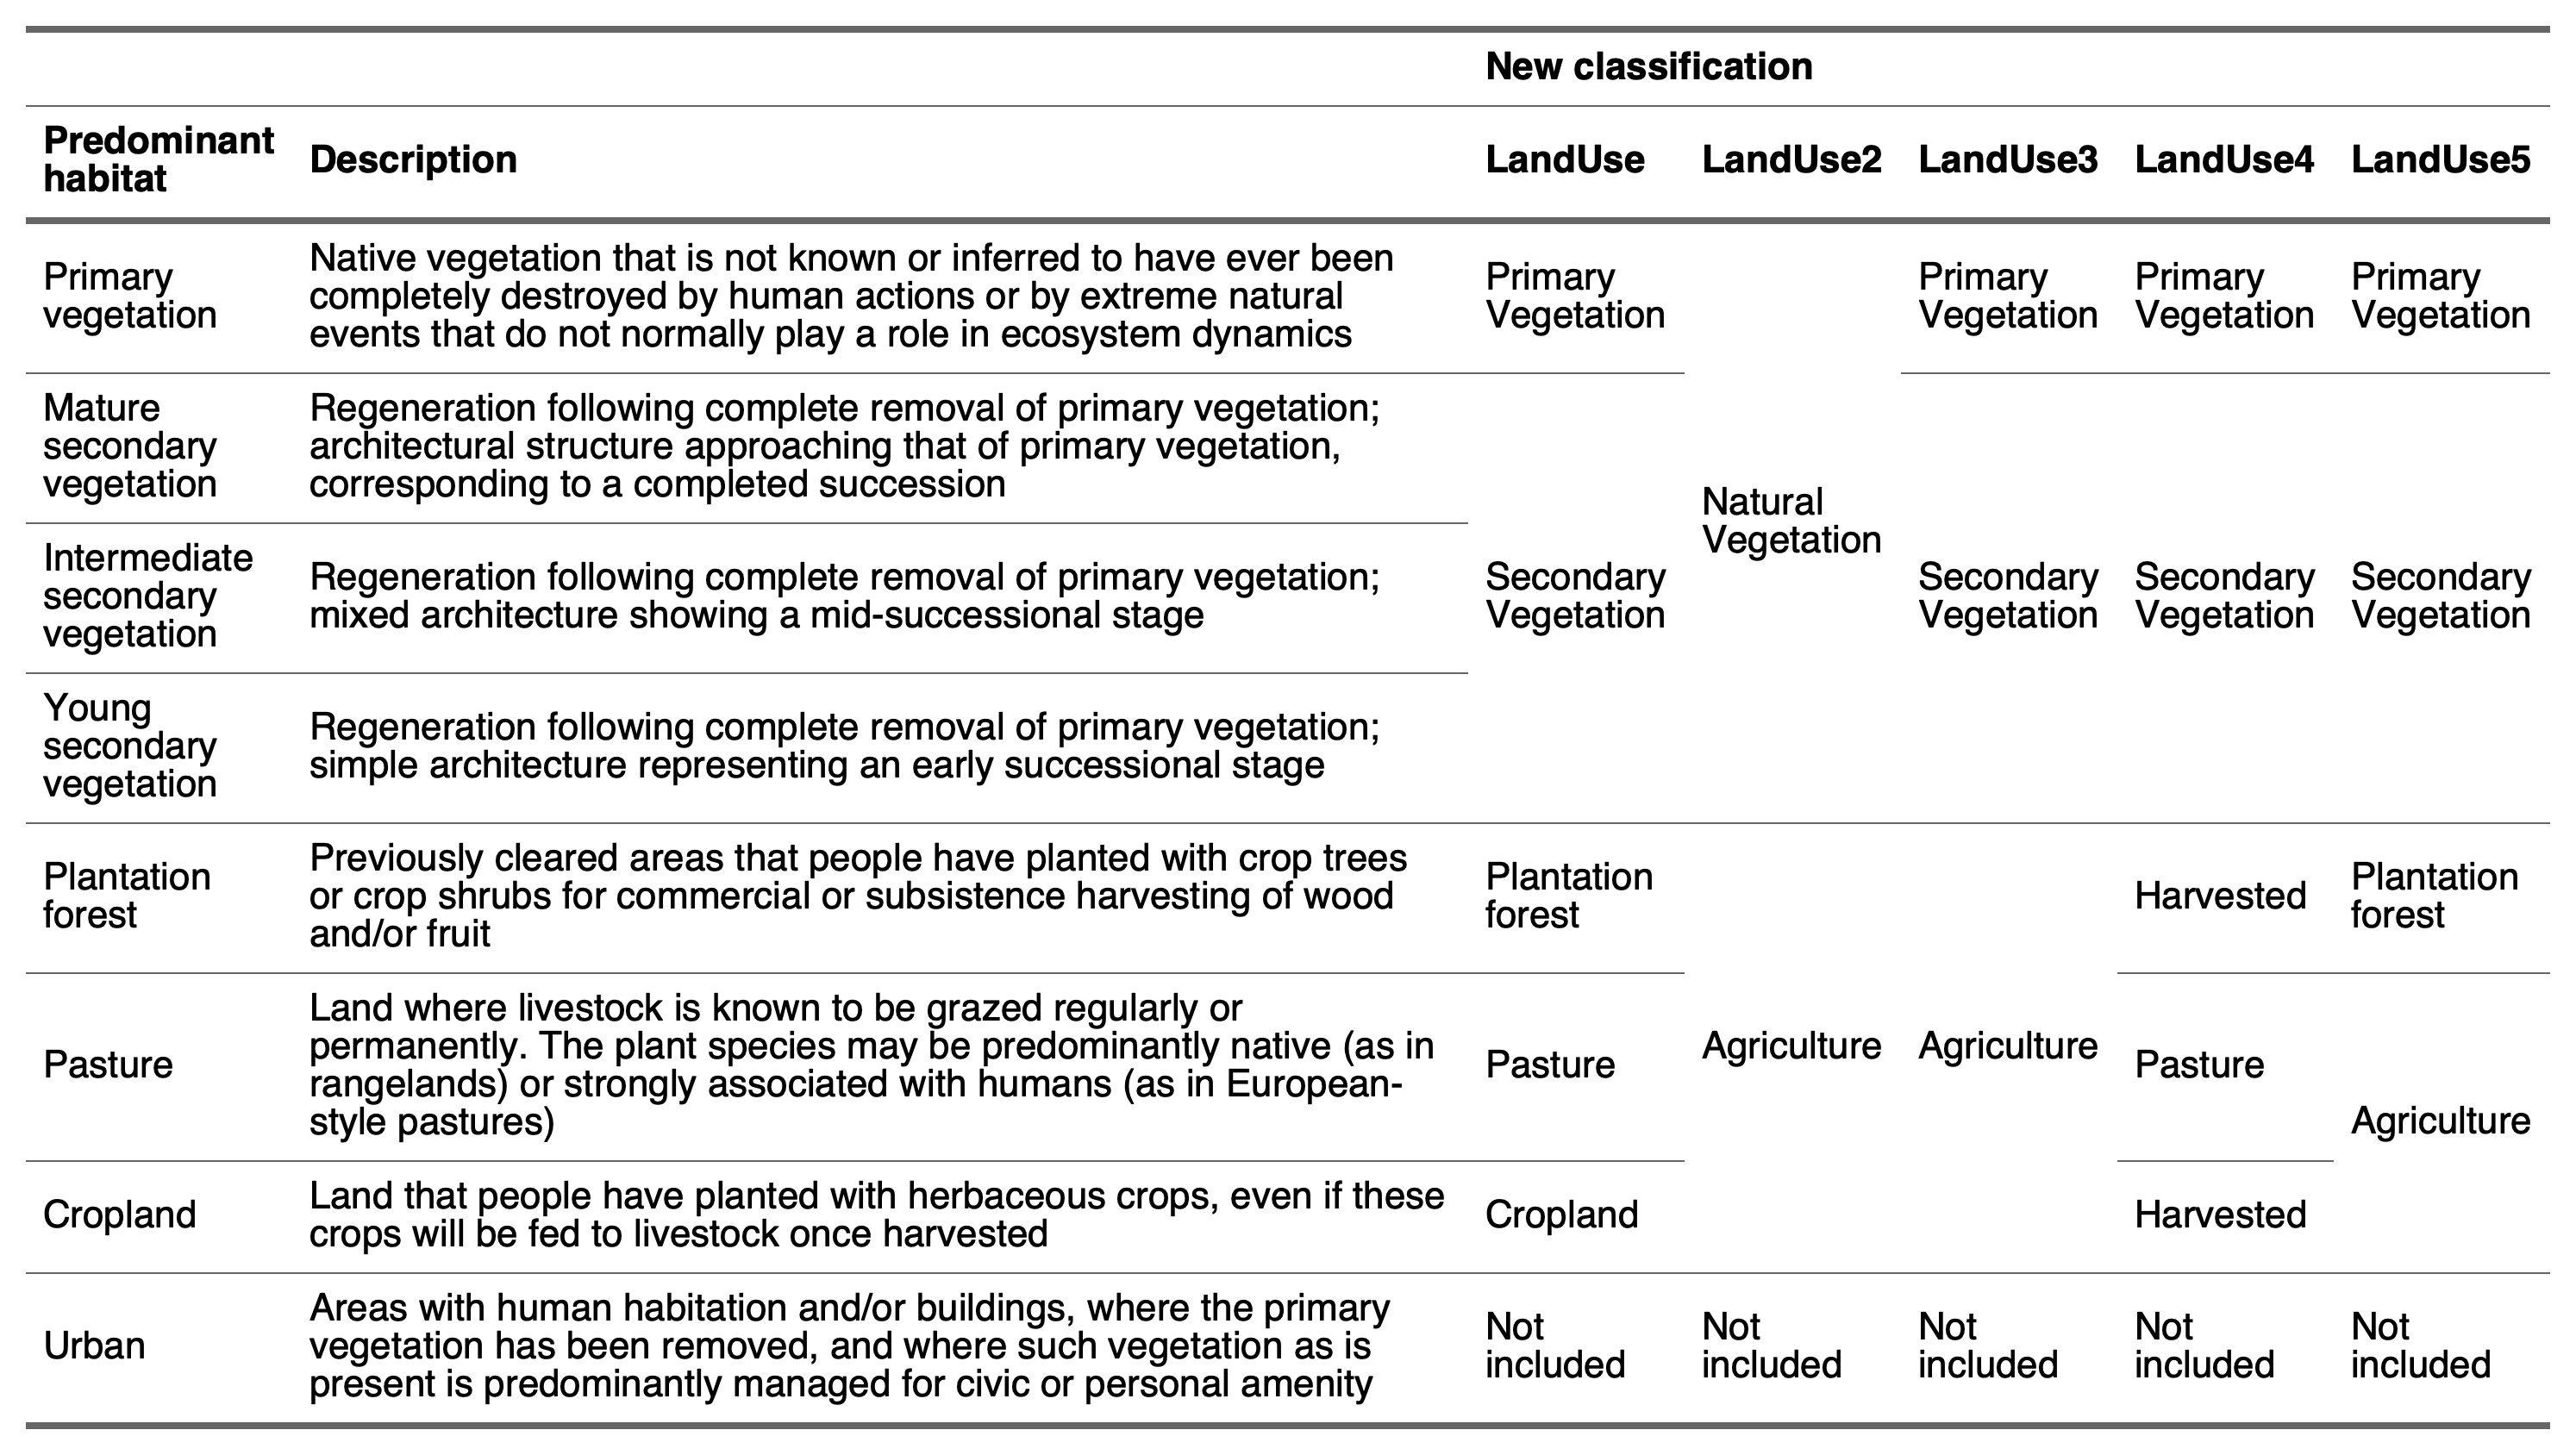 New classification
Predominant
habitat
Description
LandUse
LandUse2
LandUse3
LandUse4
LandUse5
Primary
vegetation
Native vegetation that is not known or inferred to have ever been
completely destroyed by human actions or by extreme natural
events that do not normally play a role in ecosystem dynamics
Primary
Vegetation
Natural
Vegetation
Primary
Vegetation
Primary
Vegetation
Primary
Vegetation
Mature
secondary
vegetation
Regeneration following complete removal of primary vegetation;
architectural structure approaching that of primary vegetation,
corresponding to a completed succession
Secondary
Vegetation
Secondary
Vegetation
Secondary
Vegetation
Secondary
Vegetation
Intermediate
secondary
vegetation
Regeneration following complete removal of primary vegetation;
mixed architecture showing a mid-successional stage
Young
secondary
vegetation
Regeneration following complete removal of primary vegetation;
simple architecture representing an early successional stage
Plantation
forest
Previously cleared areas that people have planted with crop trees
or crop shrubs for commercial or subsistence harvesting of wood
and/or fruit
Plantation
forest
Agriculture
Agriculture
Harvested
Plantation
forest
Pasture
Land where livestock is known to be grazed regularly or
permanently. The plant species may be predominantly native (as in
rangelands) or strongly associated with humans (as in European-
style pastures)
Pasture
Pasture
Agriculture
Cropland
Land that people have planted with herbaceous crops, even if these
crops will be fed to livestock once harvested
Cropland
Harvested
Urban
Areas with human habitation and/or buildings, where the primary
vegetation has been removed, and where such vegetation as is
present is predominantly managed for civic or personal amenity
Not
included
Not
included
Not
included
Not
included
Not
included